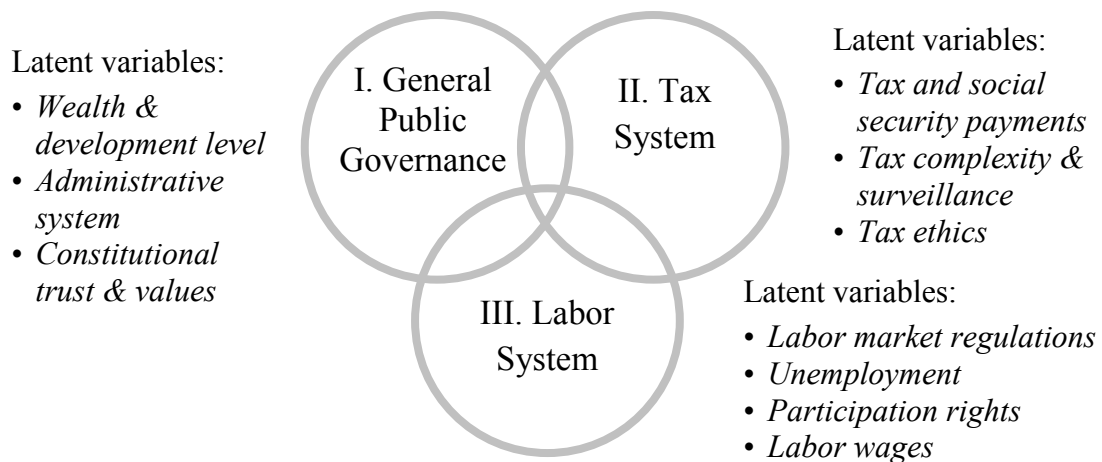 Latent variables:
• Wealth &
development level
• Administrative
system
• Constitutional
trust & values
I. General
Public
Governance
II. Tax
System
Latent variables:
• Tax and social
security payments
• Tax complexity &
surveillance
• Tax ethics
III. Labor
System
Latent variables:
• Labor market regulations
• Unemployment
• Participation rights
• Labor wages